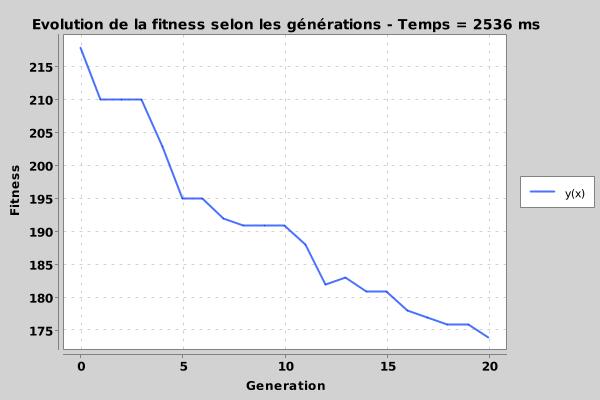 Evolution de la fitness selon les générations - Temps = 2536 ms
Fitness
215
210
205
200
195
190
185
180
175
0 5 10 15 20
Generation
y(x)